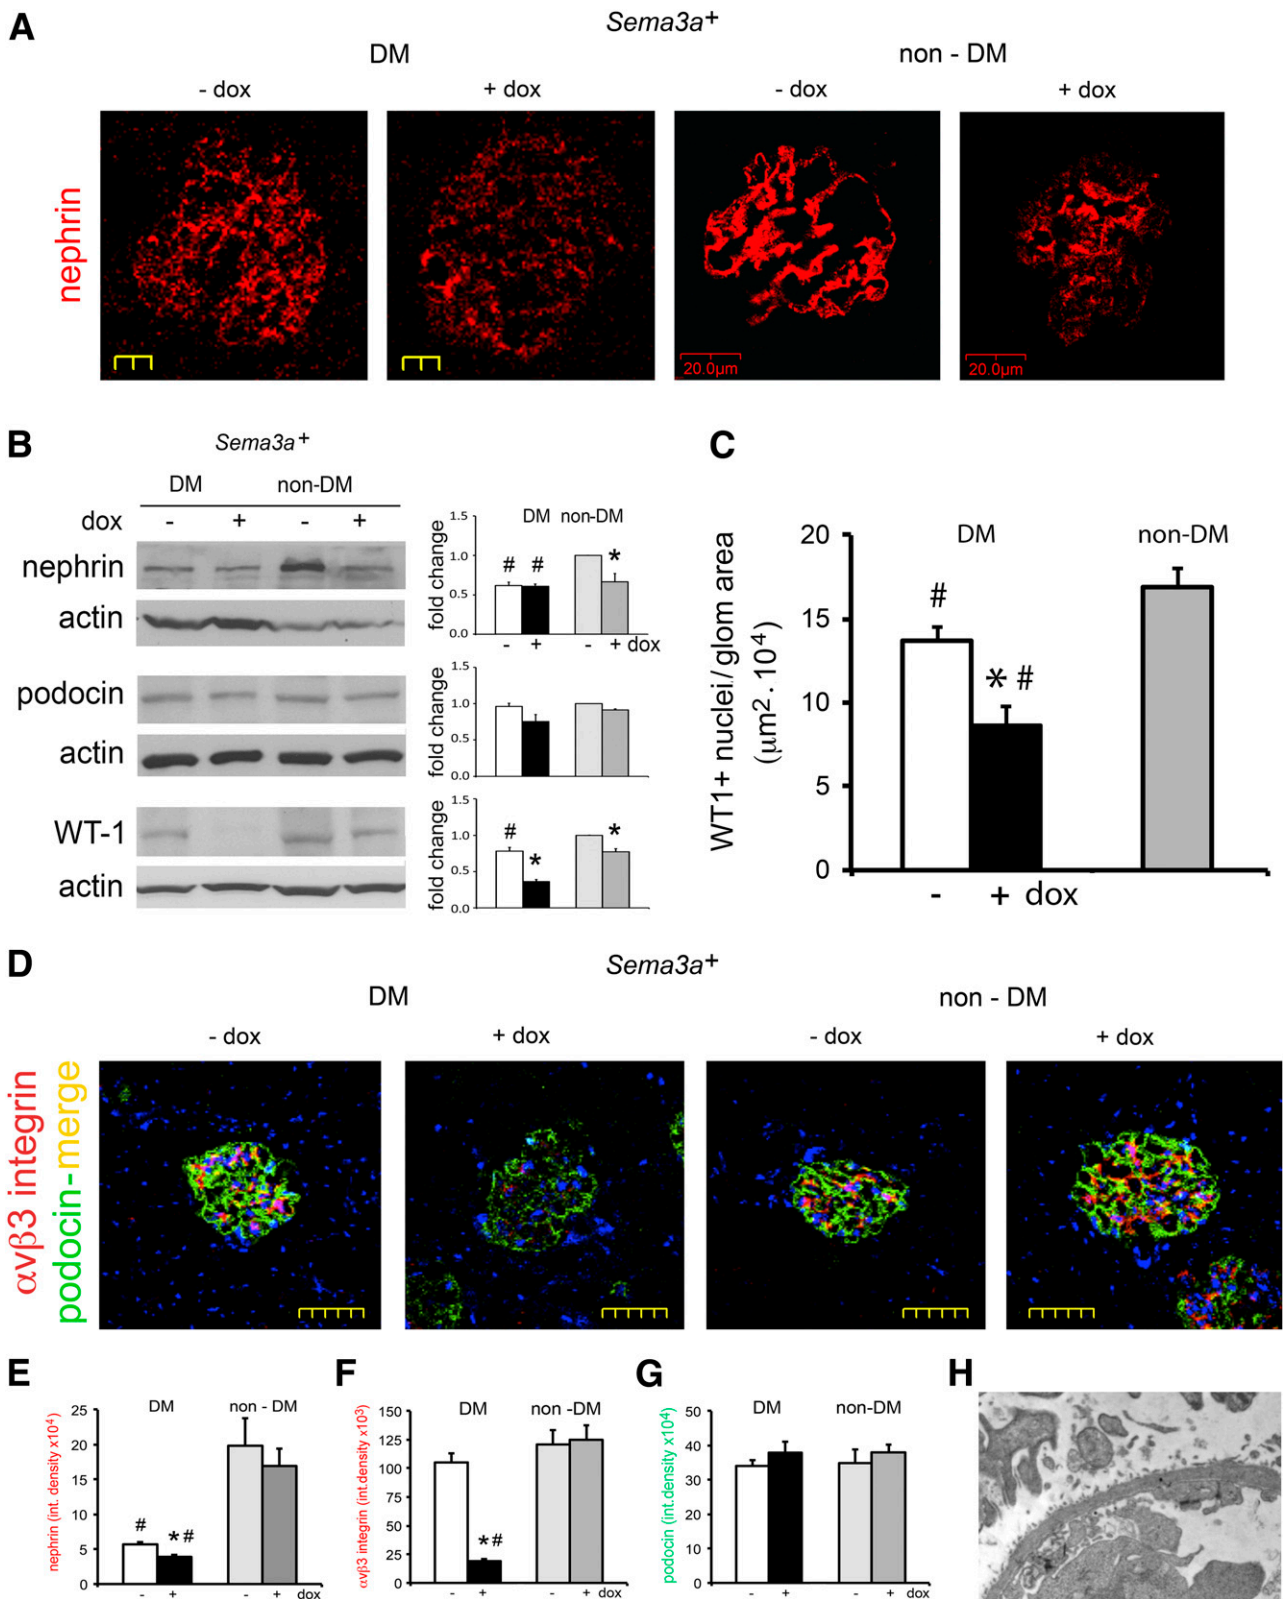 A
Sema3a+
DM
non - DM
- dox
+ dox
- dox
+ dox
nephrin
20.0µm
20.0µm
B
Sema3a+
DM
non-DM
dox
-
+
-
+
nephrin
actin
podocin
actin
WT-1
actin
fold change
1.5
1.0
0.5
0.0
DM
non-DM
#
#
*
-
+
-
+ dox
fold change
1.5
1.0
0.5
0.0
fold change
1.5
1.0
0.5
0.0
#
*
*
C
WT1+ nuclei/glom area
(µm2 . 104)
20
15
10
5
0
DM
non-DM
#
* #
-
+ dox
D
Sema3a+
DM
non - DM
- dox
+ dox
- dox
+ dox
αvβ3 integrin
podocin-merge
E
nephrin (int. density x10⁴)
25
20
15
10
5
0
DM
non - DM
#
* #
-
+
-
+
dox
F
αvβ3 integrin (int.density x10³)
150
125
100
75
50
25
0
DM
non -DM
* #
-
+
-
+ dox
G
podocin (int.density x10⁴)
50
40
30
20
10
0
DM
non-DM
-
+
-
+ dox
H